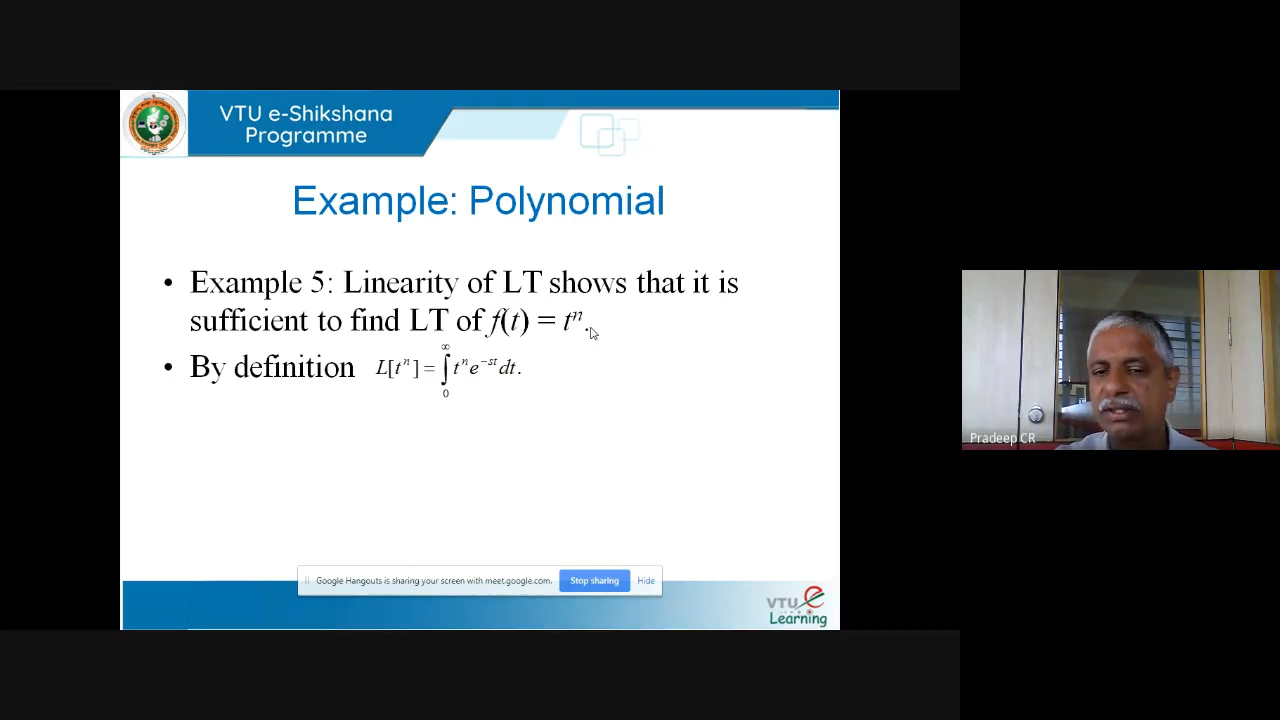 VTU e-Shikshana
Programme
Example: Polynomial
• Example 5: Linearity of LT shows that it is
sufficient to find LT of f(t) = tⁿ.
• By definition L[tⁿ] = ∫₀^∞ tⁿ e^{−st} dt.
Pradeep CR
Google Hangouts is sharing your screen with meet.google.com. Stop sharing Hide
VTU e
Learning